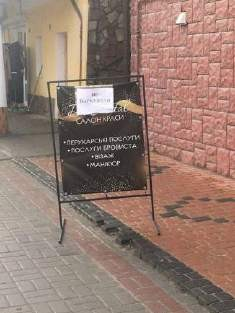 САЛОН КРАСИ
•ПЕРУКАРСЬКІ ПОСЛУГИ
•ПОСЛУГИ БРОВИСТА
•ВІЗАЖ
•МАНІКЮР